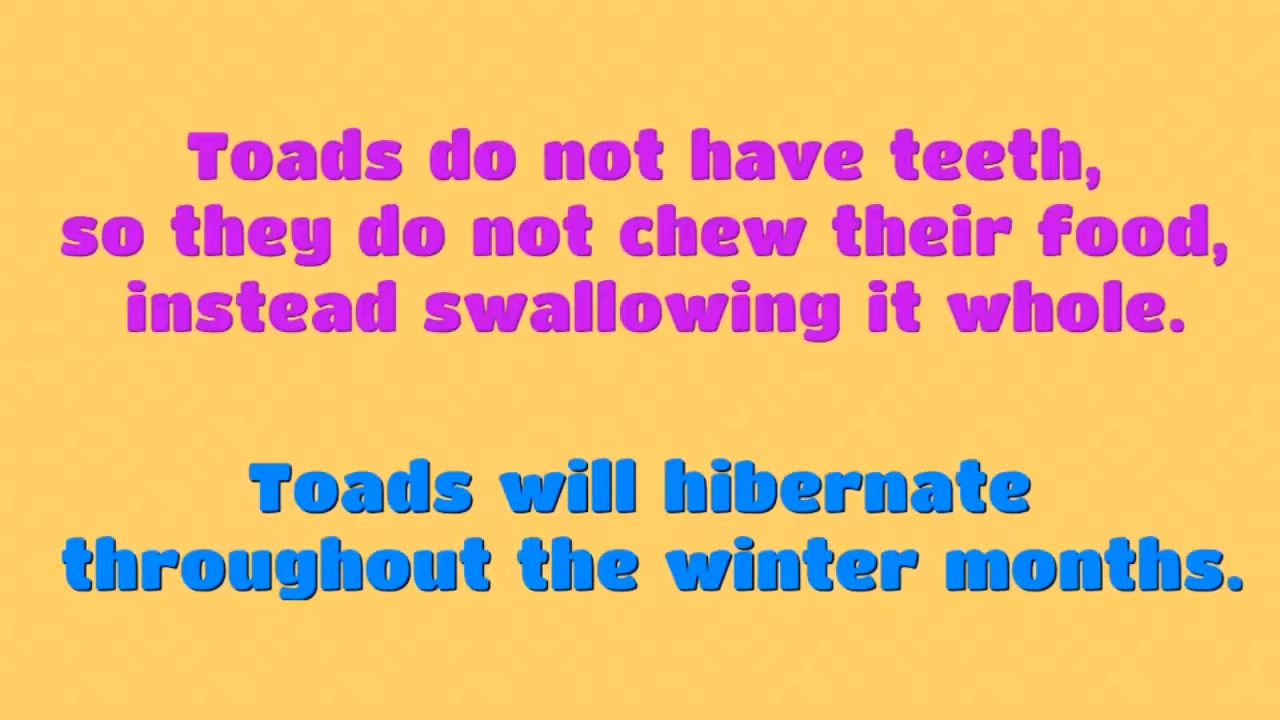 Toads do not have teeth,
so they do not chew their food,
instead swallowing it whole.
Toads will hibernate
throughout the winter months.